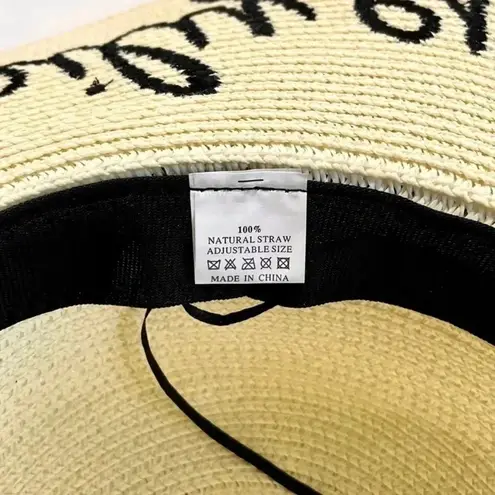 100%
NATURAL STRAW
ADJUSTABLE SIZE
MADE IN CHINA